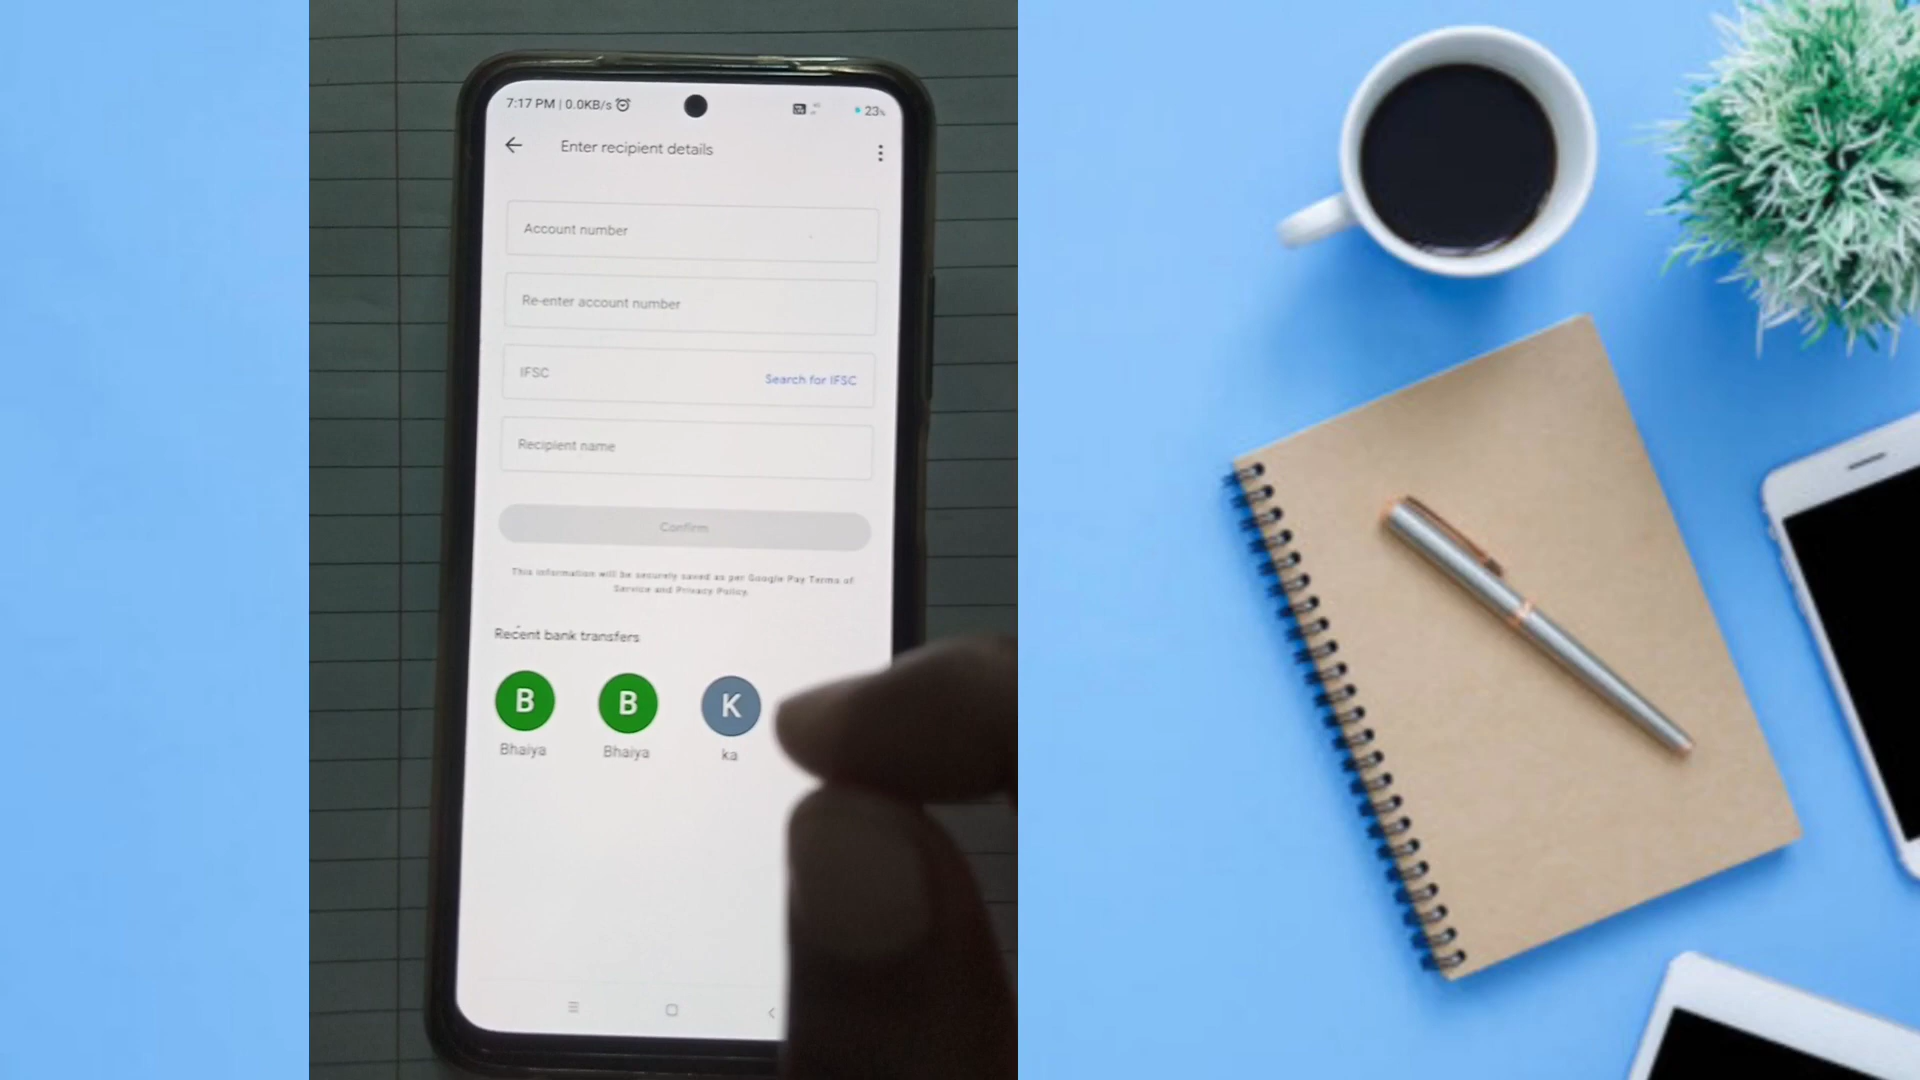 7:17 PM | 0.0KB/s
23%
Enter recipient details
Account number
Re-enter account number
IFSC
Search for IFSC
Recipient name
Confirm
This information will be securely saved as per Google Pay Terms of
Service and Privacy Policy.
Recent bank transfers
B
B
K
Bhaiya
Bhaiya
ka